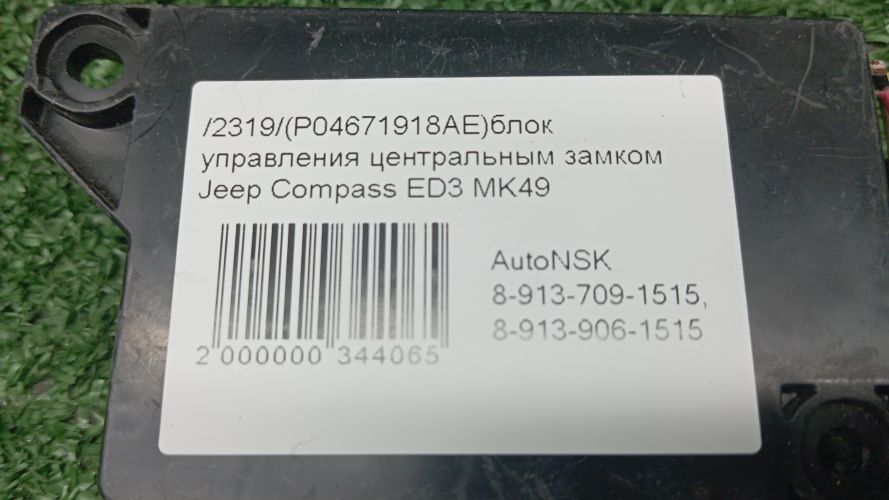 /2319/(P04671918AE)блок
управления центральным замком
Jeep Compass ED3 MK49
AutoNSK
8-913-709-1515,
8-913-906-1515
2 000000 344065